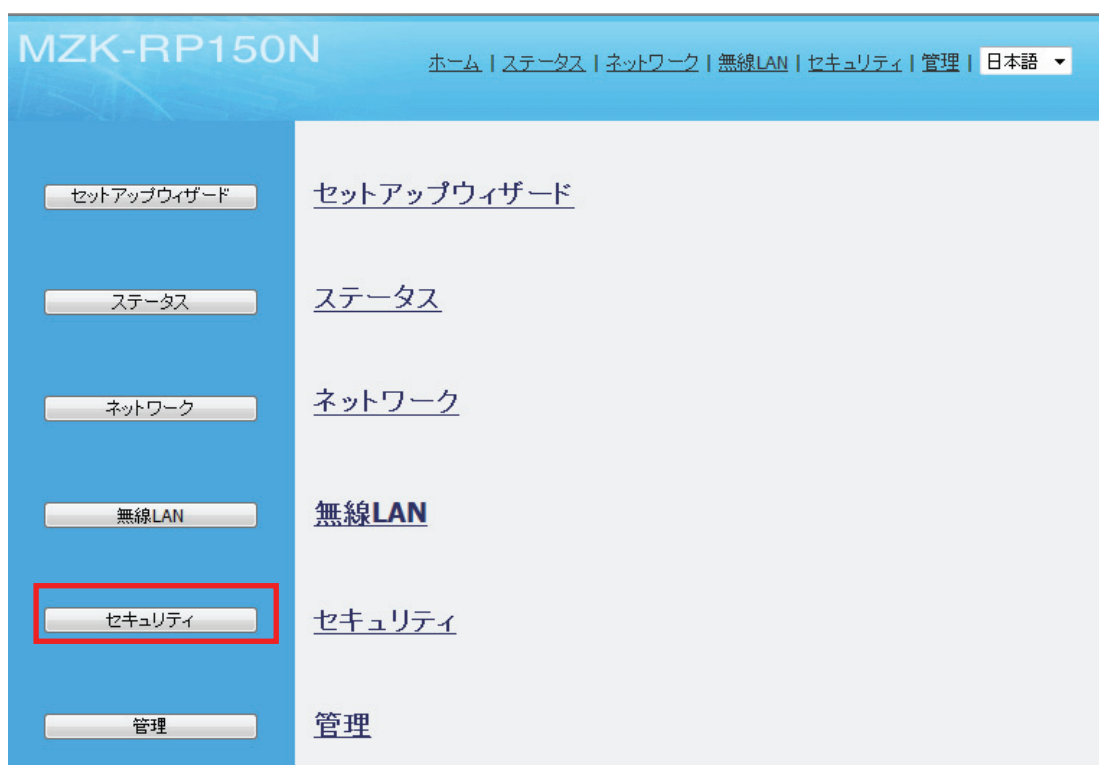 MZK-RP150N
ホーム | ステータス | ネットワーク | 無線LAN | セキュリティ | 管理 | 日本語
セットアップウィザード セットアップウィザード
ステータス ステータス
ネットワーク ネットワーク
無線LAN 無線LAN
セキュリティ セキュリティ
管理 管理